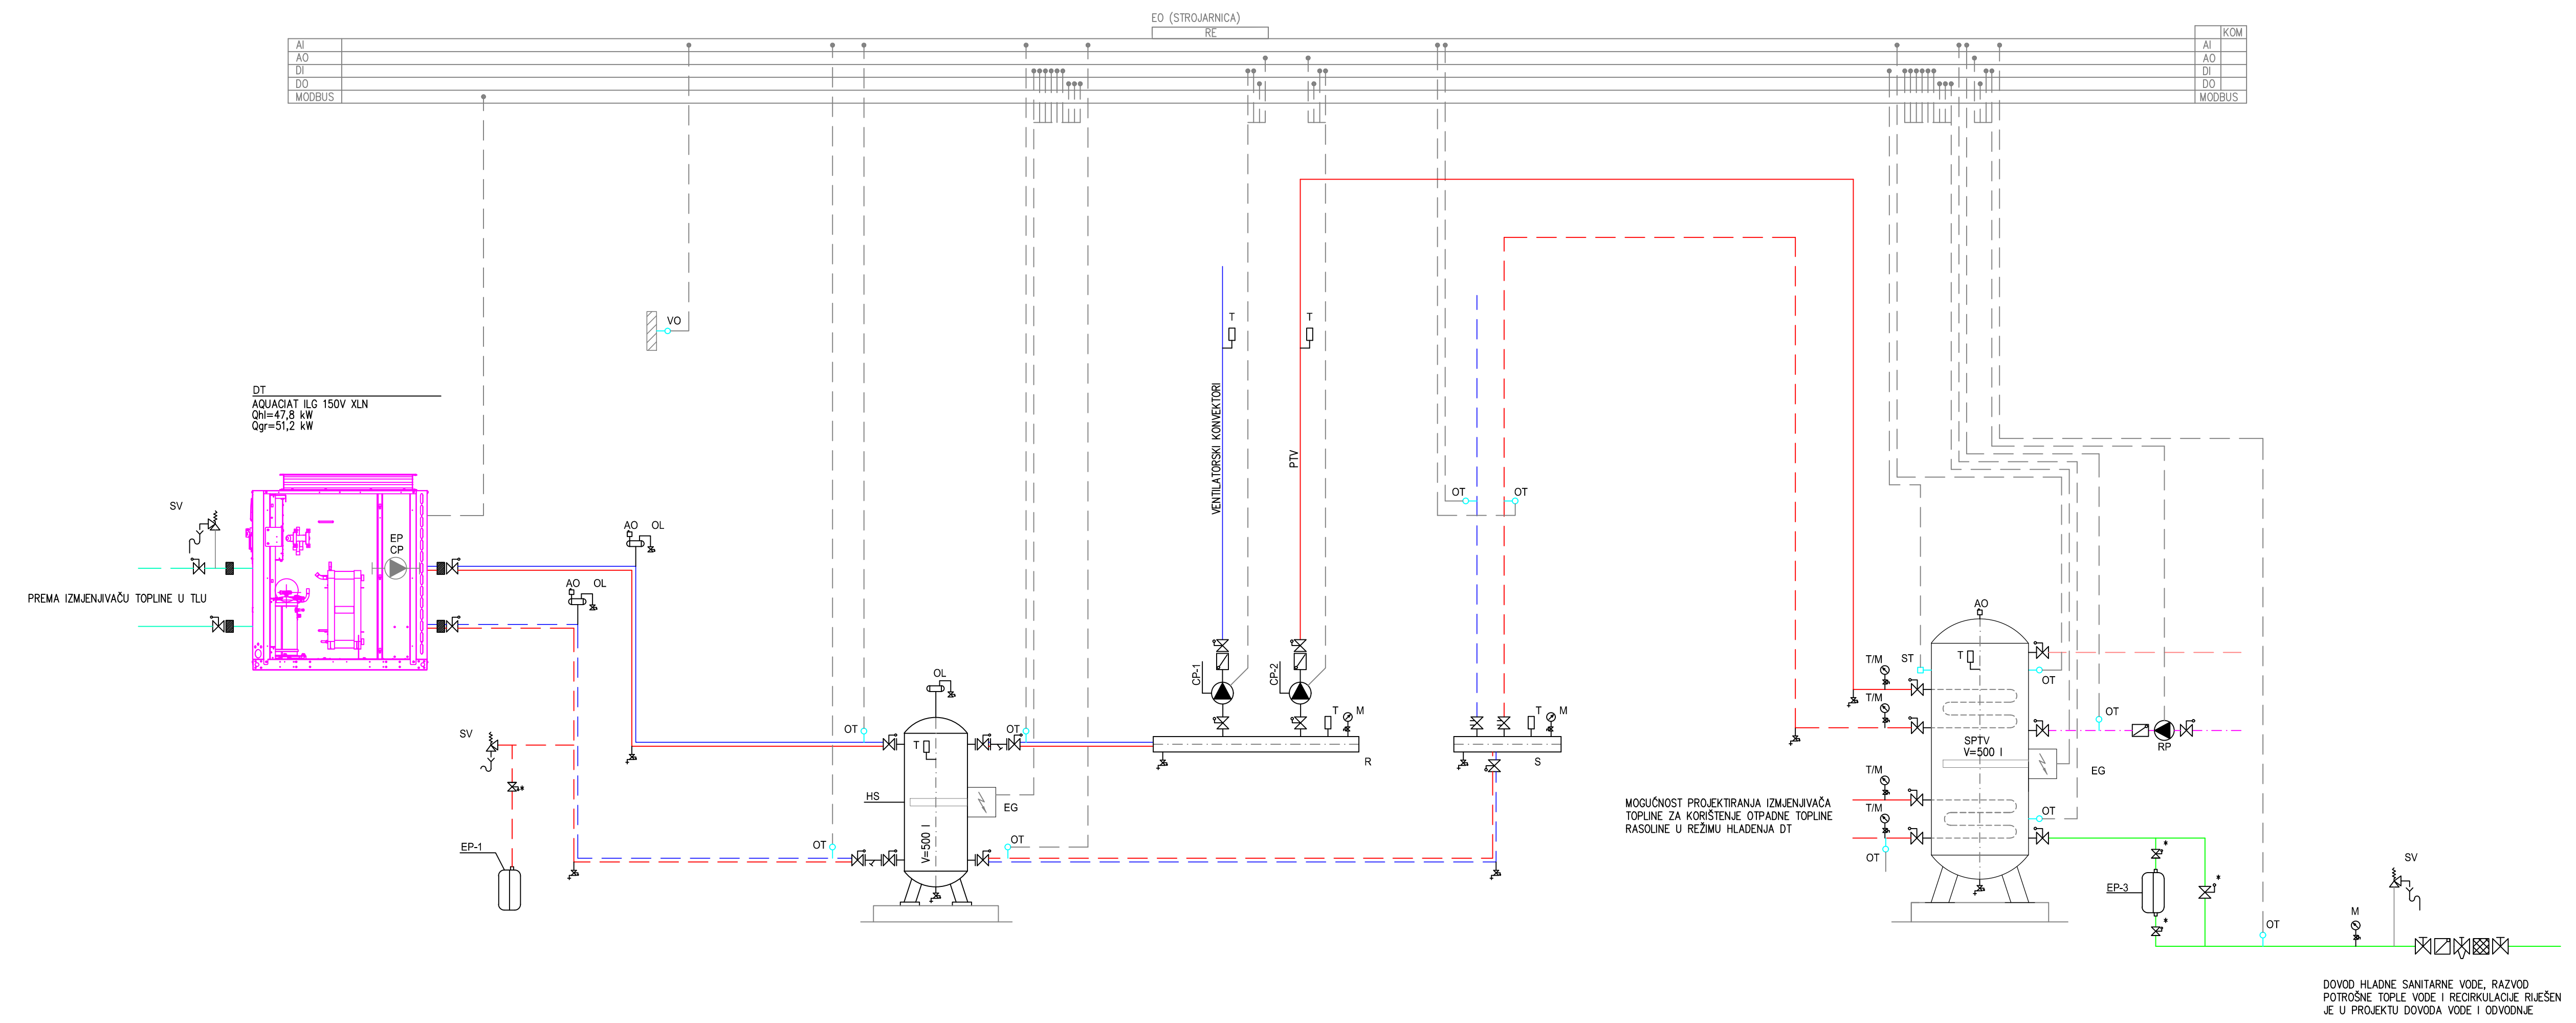 EO (STROJARNICA)
RE
KOM
AI
AO
DI
DO
MODBUS
AI
AO
DI
DO
MODBUS
VO
T
T
DT
AQUACIAT ILG 150V XLN
Qhl=47,8 kW
Qgr=51,2 kW
VENTILATORSKI KONVEKTORI
PTV
SV
OT
OT
EP
CP
AO
OL
AO
OL
PREMA IZMJENJIVAČU TOPLINE U TLU
AO
CP-1
CP-2
T/M
ST
T
OT
OL
T/M
SV
OT
T
OT
T
M
T
M
OT
SPTV
V=500 l
RP
R
S
T/M
EG
HS
EG
MOGUĆNOST PROJEKTIRANJA IZMJENJIVAČA
TOPLINE ZA KORIŠTENJE OTPADNE TOPLINE
RASOLINE U REŽIMU HLAĐENJA DT
T/M
OT
V=500 l
EP-1
OT
OT
OT
*
*
*
*
EP-3
SV
M
OT
DOVOD HLADNE SANITARNE VODE, RAZVOD
POTROŠNE TOPLE VODE I RECIRKULACIJE RIJEŠEN
JE U PROJEKTU DOVODA VODE I ODVODNJE